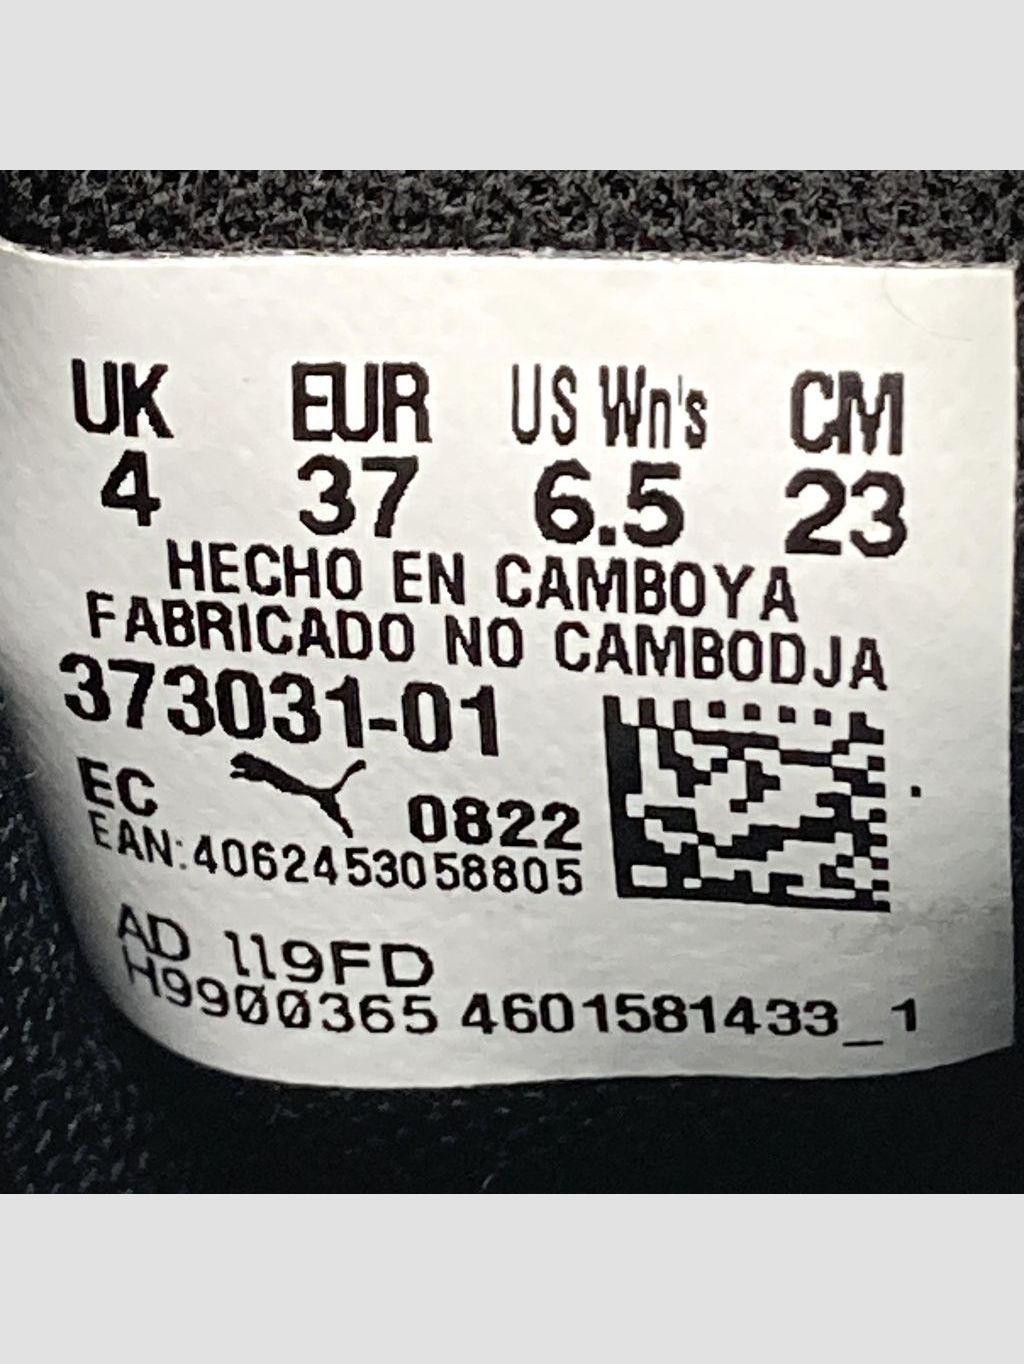 UK EUR US Wn's CM
4 37 6.5 23
HECHO EN CAMBOYA
FABRICADO NO CAMBODJA
373031-01
EC 0822
EAN:4062453058805
AD 119FD
H9900365 4601581433_1